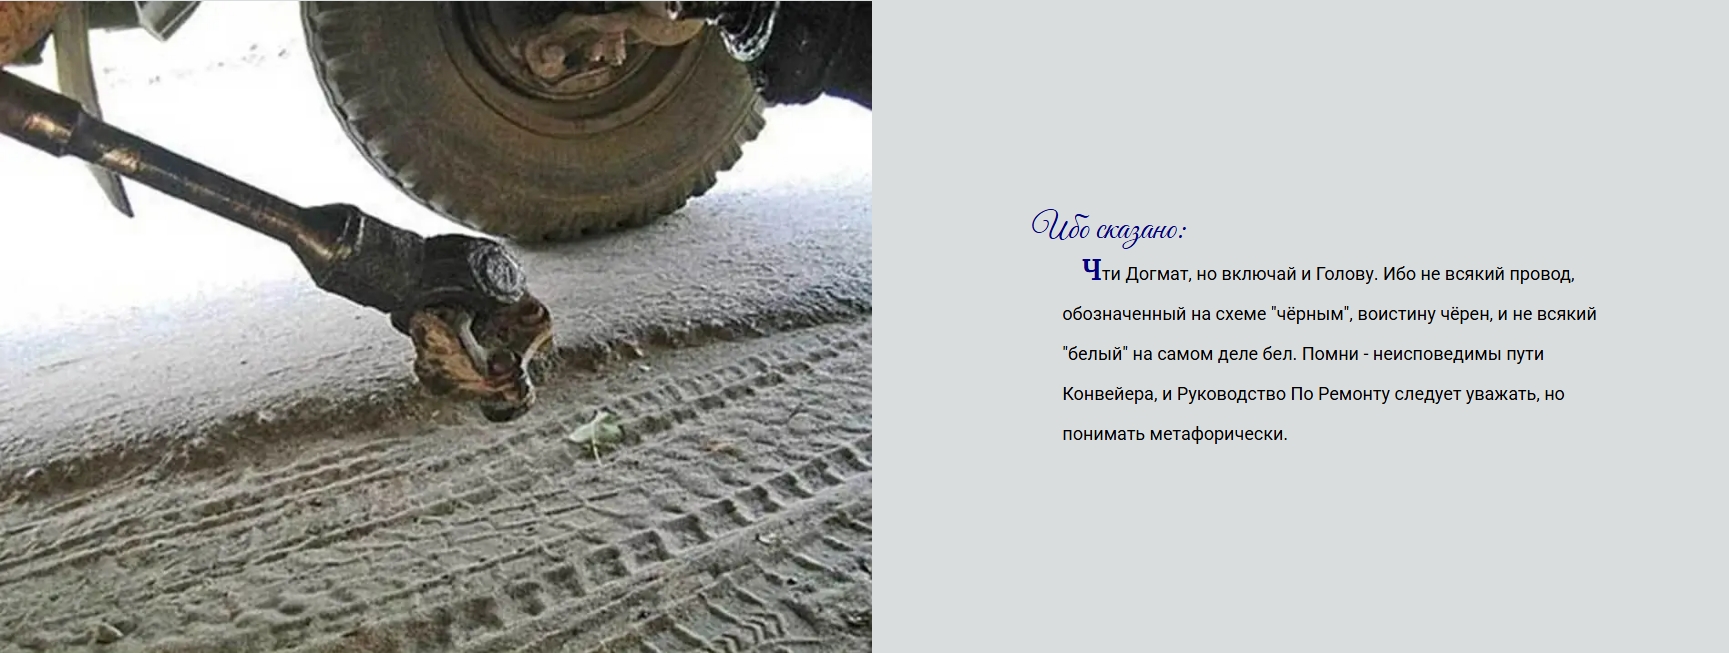 Ибо сказано:
Чти Догмат, но включай и Голову. Ибо не всякий провод,
обозначенный на схеме "чёрным", воистину чёрен, и не всякий
"белый" на самом деле бел. Помни - неисповедимы пути
Конвейера, и Руководство По Ремонту следует уважать, но
понимать метафорически.